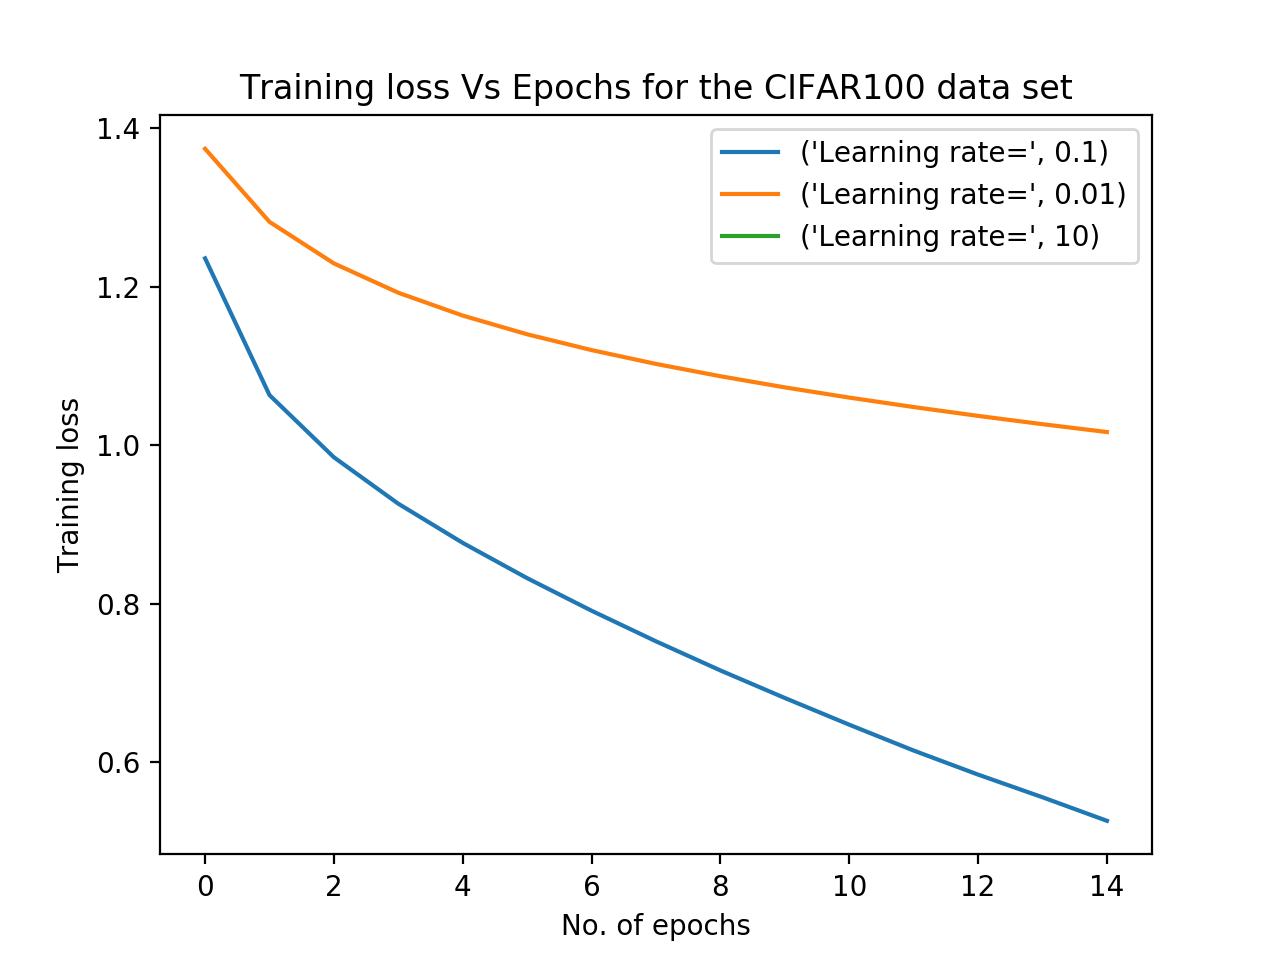 Training loss Vs Epochs for the CIFAR100 data set
1.4
1.2
1.0
0.8
0.6
Training loss
('Learning rate=', 0.1)
('Learning rate=', 0.01)
('Learning rate=', 10)
0 2 4 6 8 10 12 14
No. of epochs